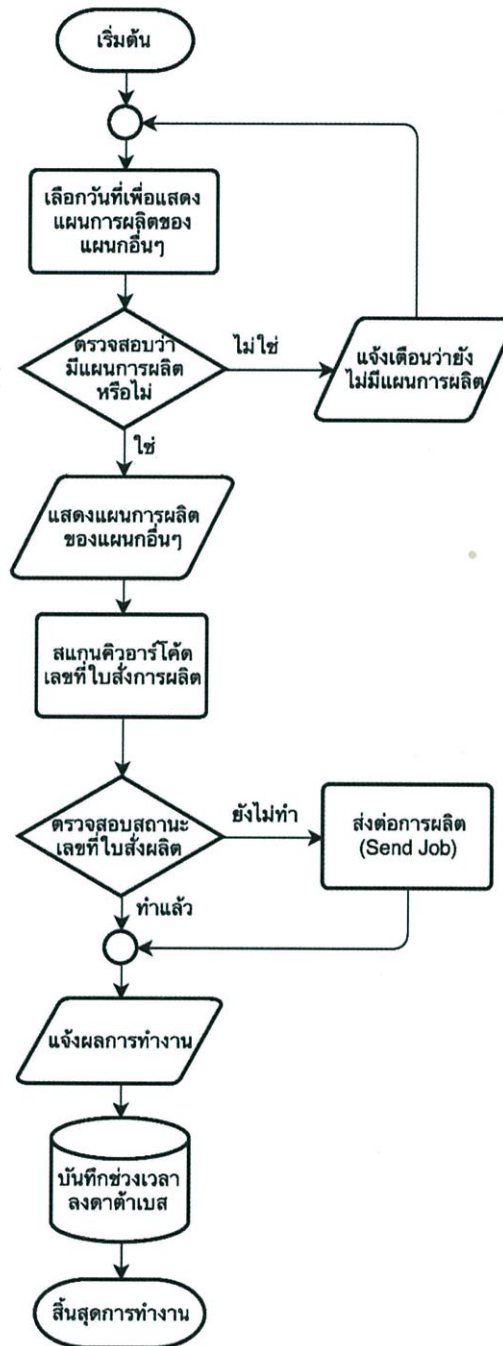 เริ่มต้น
เลือกวันที่เพื่อแสดง
แผนการผลิตของ
แผนกอื่นๆ
ตรวจสอบว่า
มีแผนการผลิต
หรือไม่
ไม่ใช่
แจ้งเตือนว่ายัง
ไม่มีแผนการผลิต
ใช่
แสดงแผนการผลิต
ของแผนกอื่นๆ
สแกนคิวอาร์โค้ด
เลขที่ใบสั่งการผลิต
ตรวจสอบสถานะ
เลขที่ใบสั่งผลิต
ยังไม่ทำ
ส่งต่อการผลิต
(Send Job)
ทำแล้ว
แจ้งผลการทำงาน
บันทึกช่วงเวลา
ลงดาต้าเบส
สิ้นสุดการทำงาน